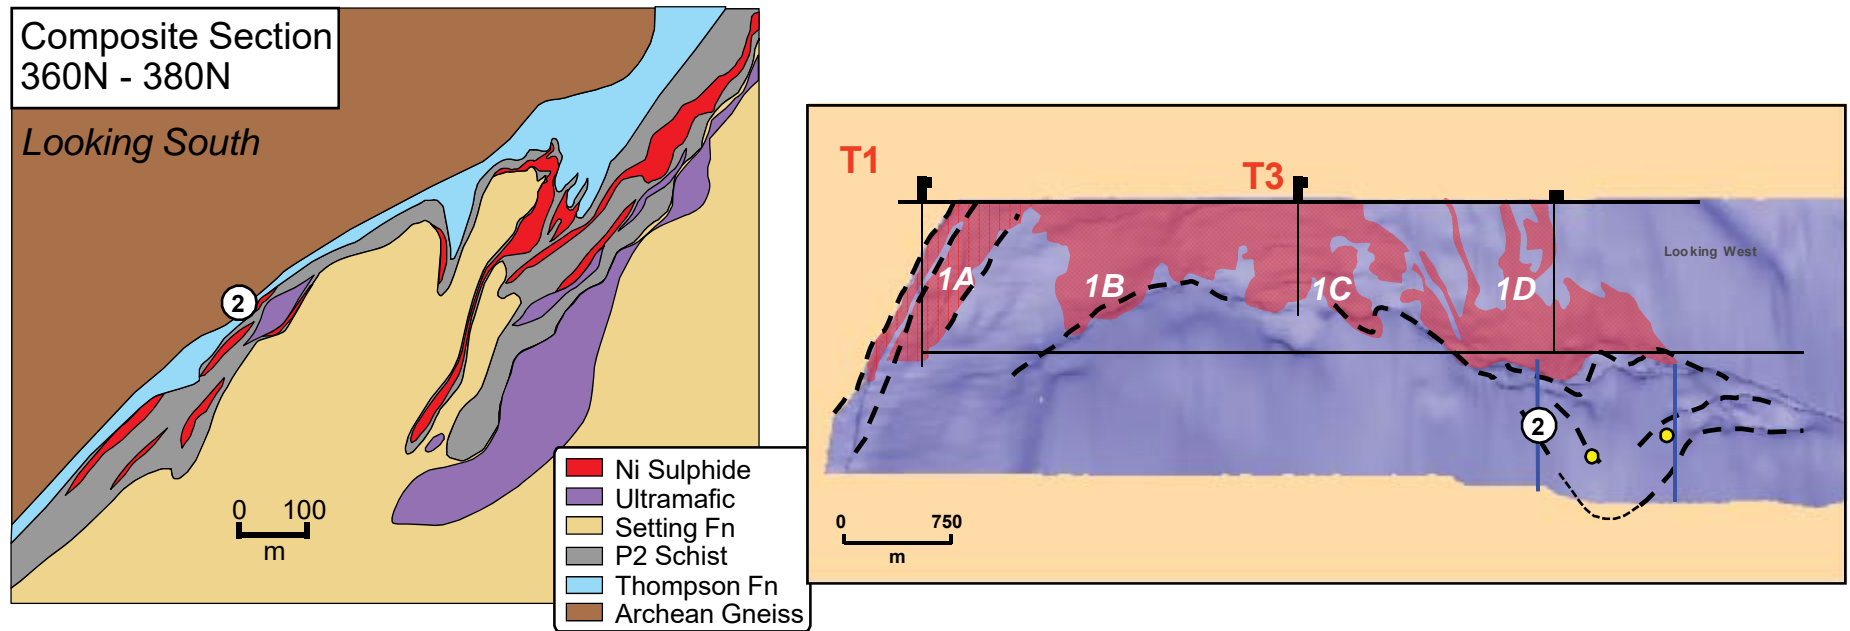 Composite Section
360N - 380N
Looking South
2
0 100
m
Ni Sulphide
Ultramafic
Setting Fn
P2 Schist
Thompson Fn
Archean Gneiss
T1
T3
Looking West
1A
1B
1C
1D
2
0 750
m